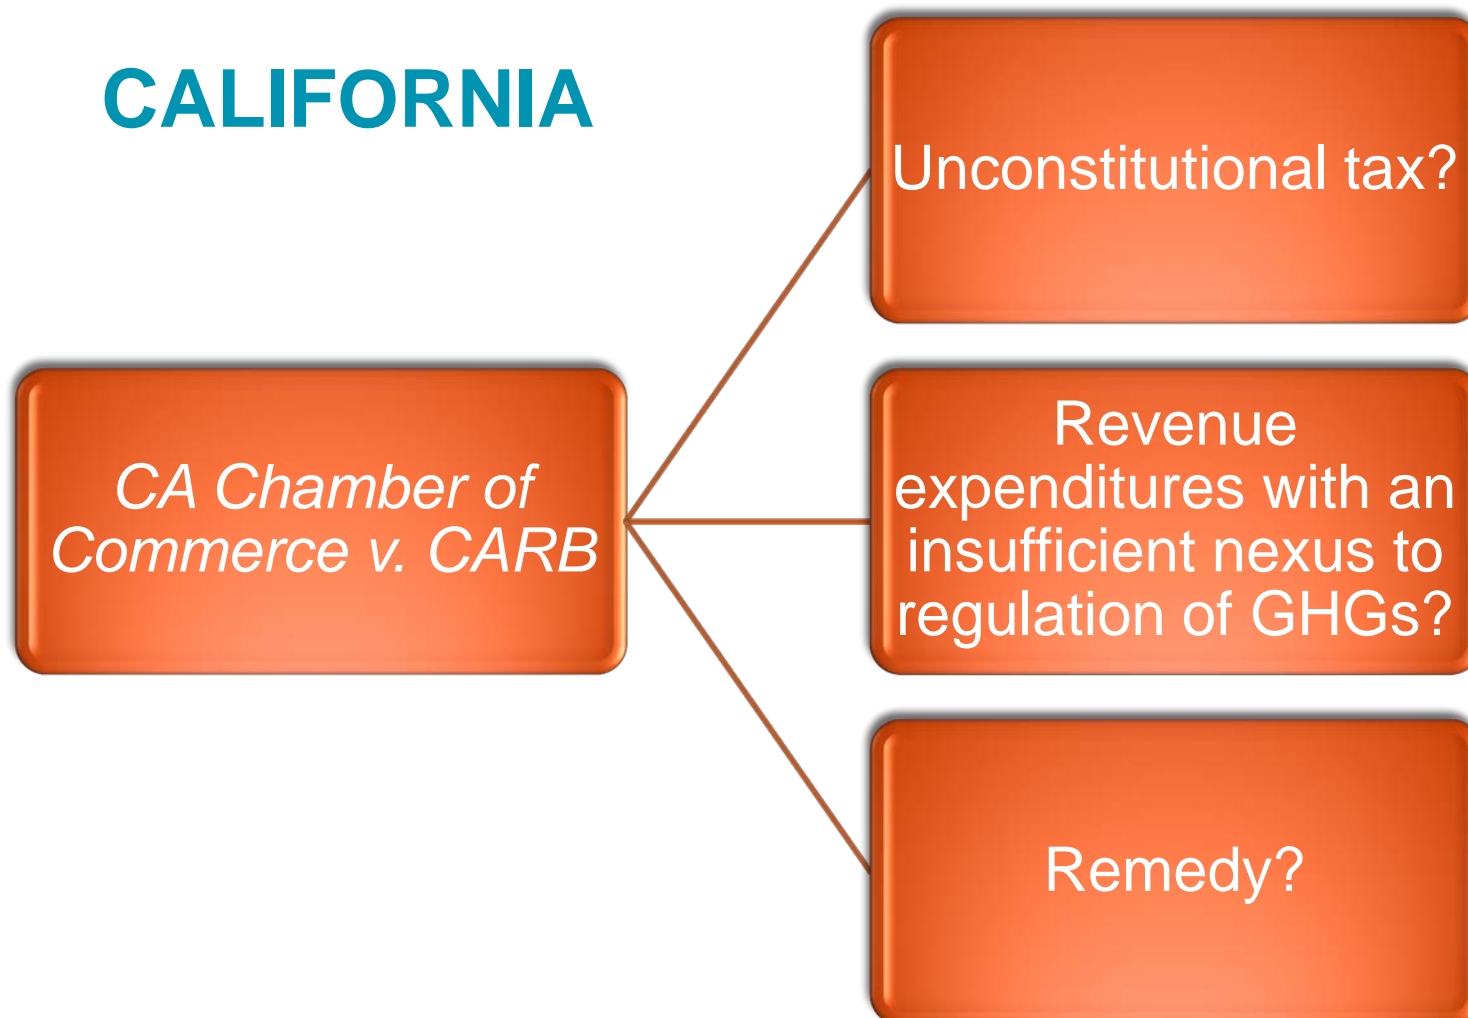 CALIFORNIA
Unconstitutional tax?
CA Chamber of
Commerce v. CARB
Revenue
expenditures with an
insufficient nexus to
regulation of GHGs?
Remedy?